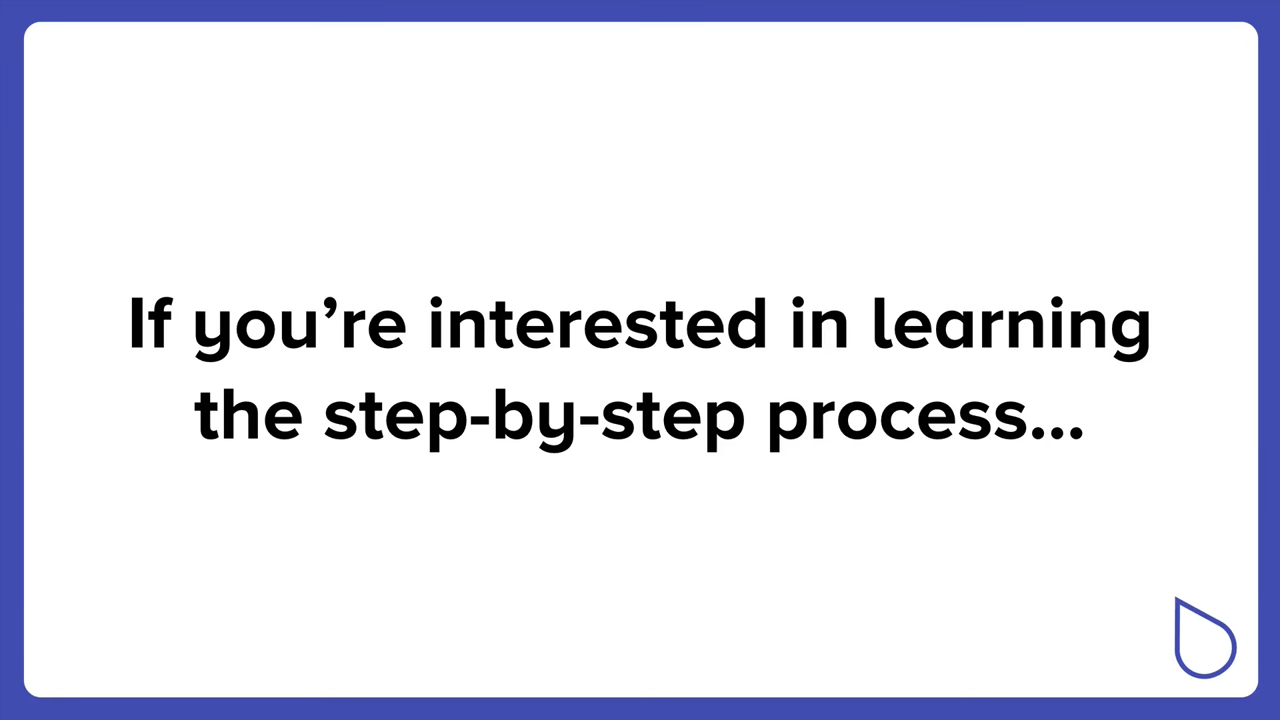 If you’re interested in learning
the step-by-step process...